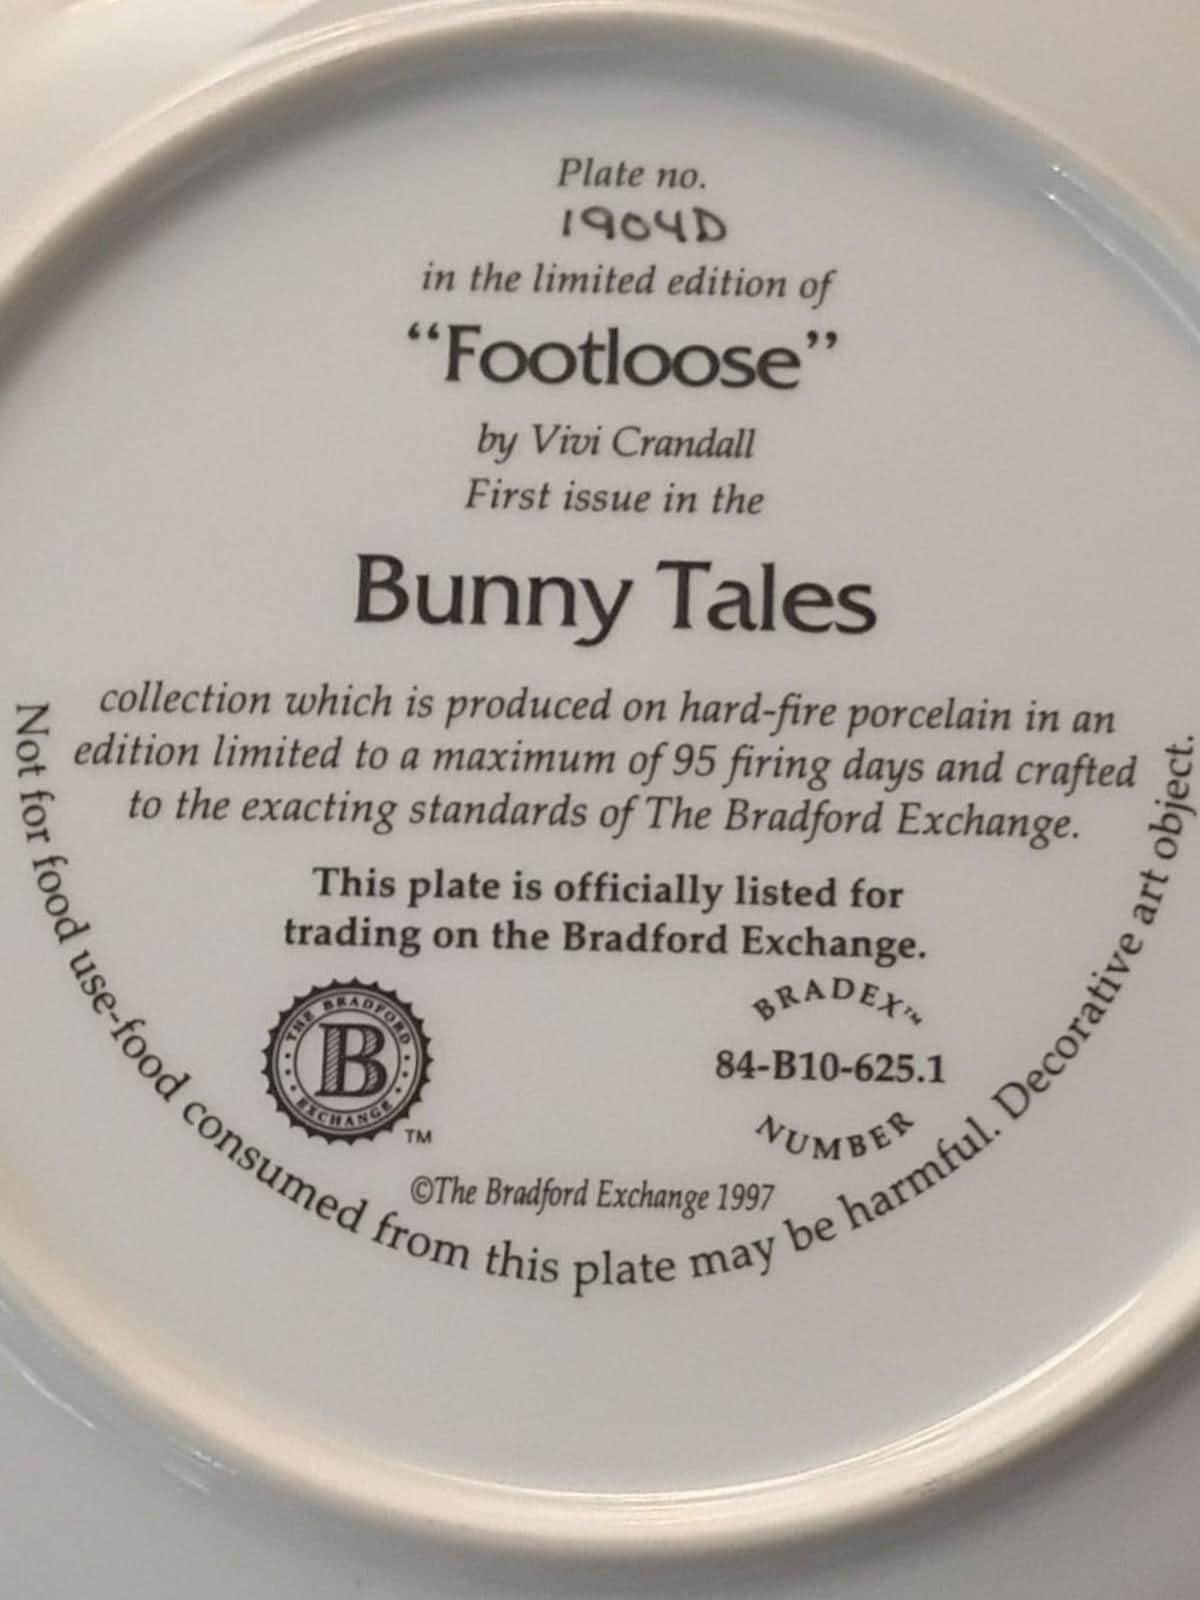 Plate no.
1904D
in the limited edition of
“Footloose”
by Vivi Crandall
First issue in the
Bunny Tales
collection which is produced on hard-fire porcelain in an
edition limited to a maximum of 95 firing days and crafted
to the exacting standards of The Bradford Exchange.
This plate is officially listed for
trading on the Bradford Exchange.
THE BRADFORD
B
EXCHANGE
TM
BRADEX™
84-B10-625.1
NUMBER
©The Bradford Exchange 1997
Not for food use-food consumed from this plate may be harmful. Decorative art object.